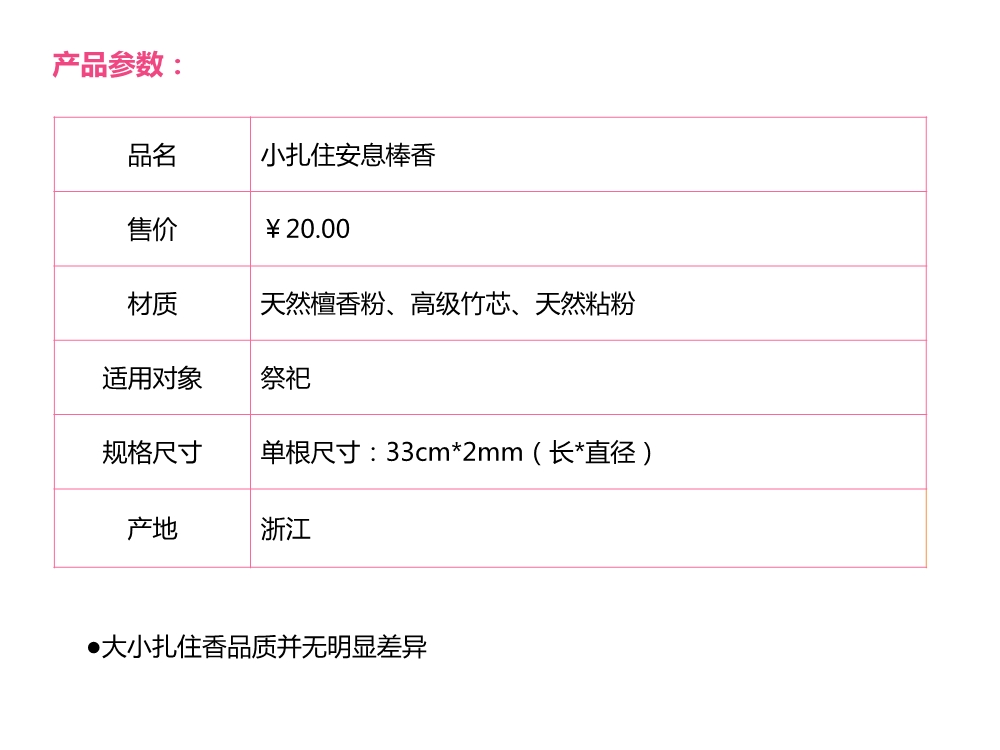 产品参数：
品名 小扎住安息棒香
售价 ￥20.00
材质 天然檀香粉、高级竹芯、天然粘粉
适用对象 祭祀
规格尺寸 单根尺寸：33cm*2mm（长*直径）
产地 浙江
●大小扎住香品质并无明显差异